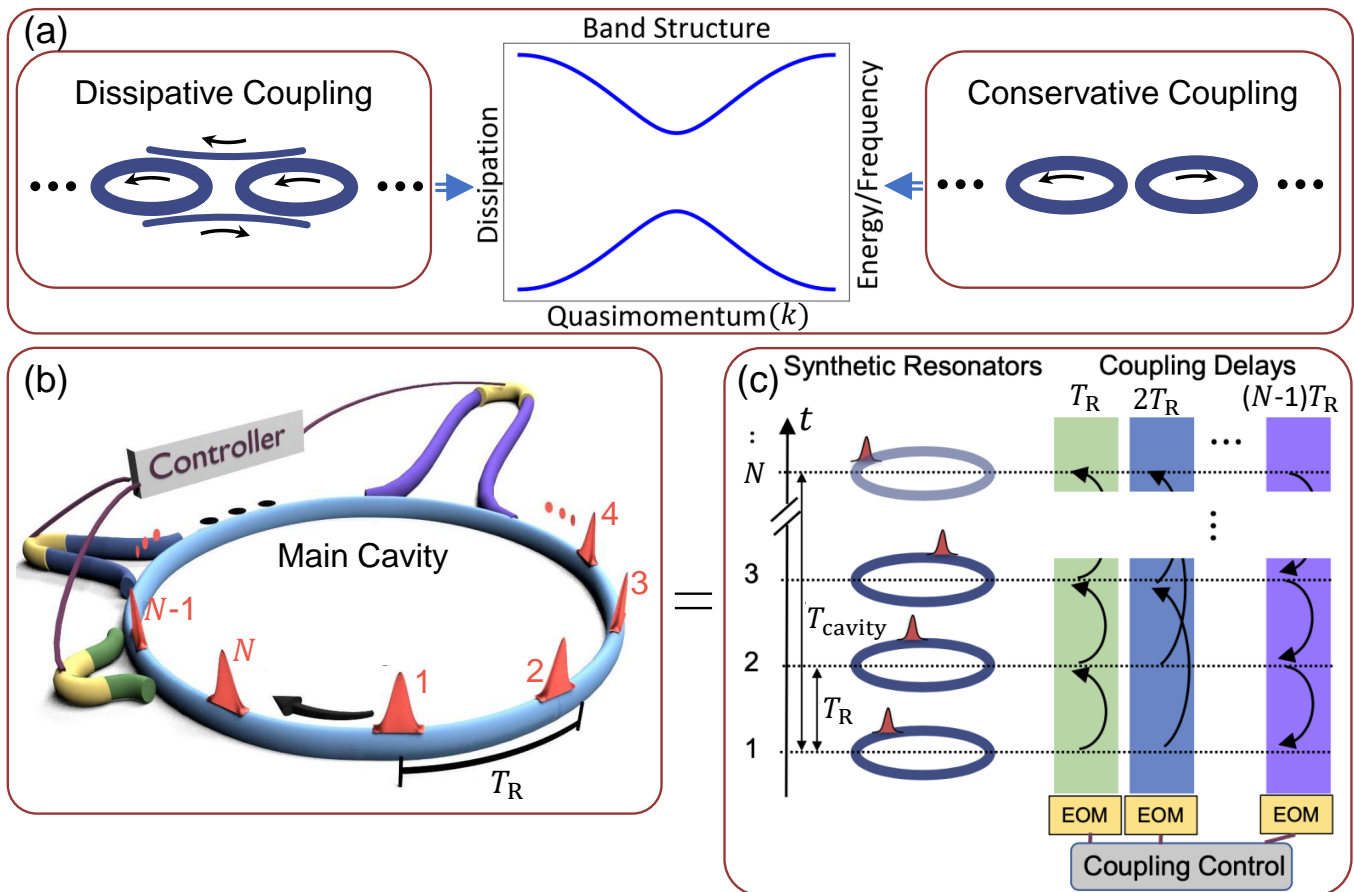 (a)
Band Structure
Dissipative Coupling
Conservative Coupling
Dissipation
Energy/Frequency
Quasimomentum(k)
(b)
Controller
Main Cavity
1
2
3
4
N-1
N
T_R
=
(c)
Synthetic Resonators
Coupling Delays
T_R
2T_R
(N-1)T_R
t
N
3
2
1
T_cavity
T_R
EOM
EOM
EOM
Coupling Control